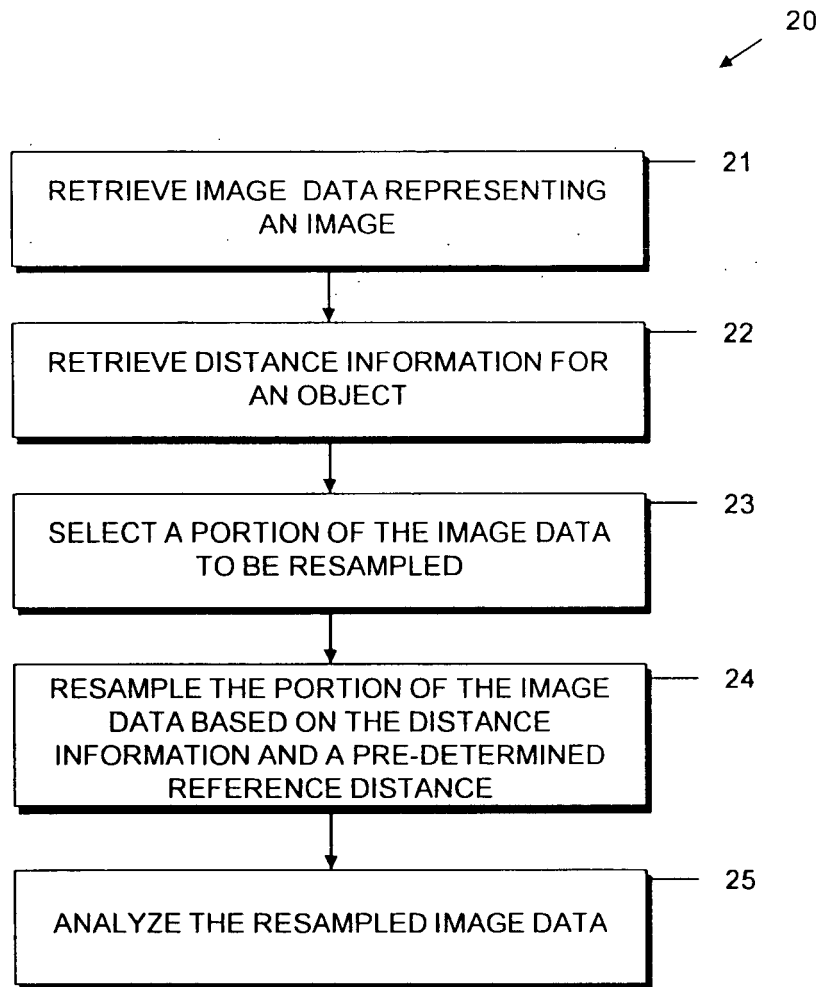 20
21
RETRIEVE IMAGE DATA REPRESENTING
AN IMAGE
22
RETRIEVE DISTANCE INFORMATION FOR
AN OBJECT
23
SELECT A PORTION OF THE IMAGE DATA
TO BE RESAMPLED
24
RESAMPLE THE PORTION OF THE IMAGE
DATA BASED ON THE DISTANCE
INFORMATION AND A PRE-DETERMINED
REFERENCE DISTANCE
25
ANALYZE THE RESAMPLED IMAGE DATA